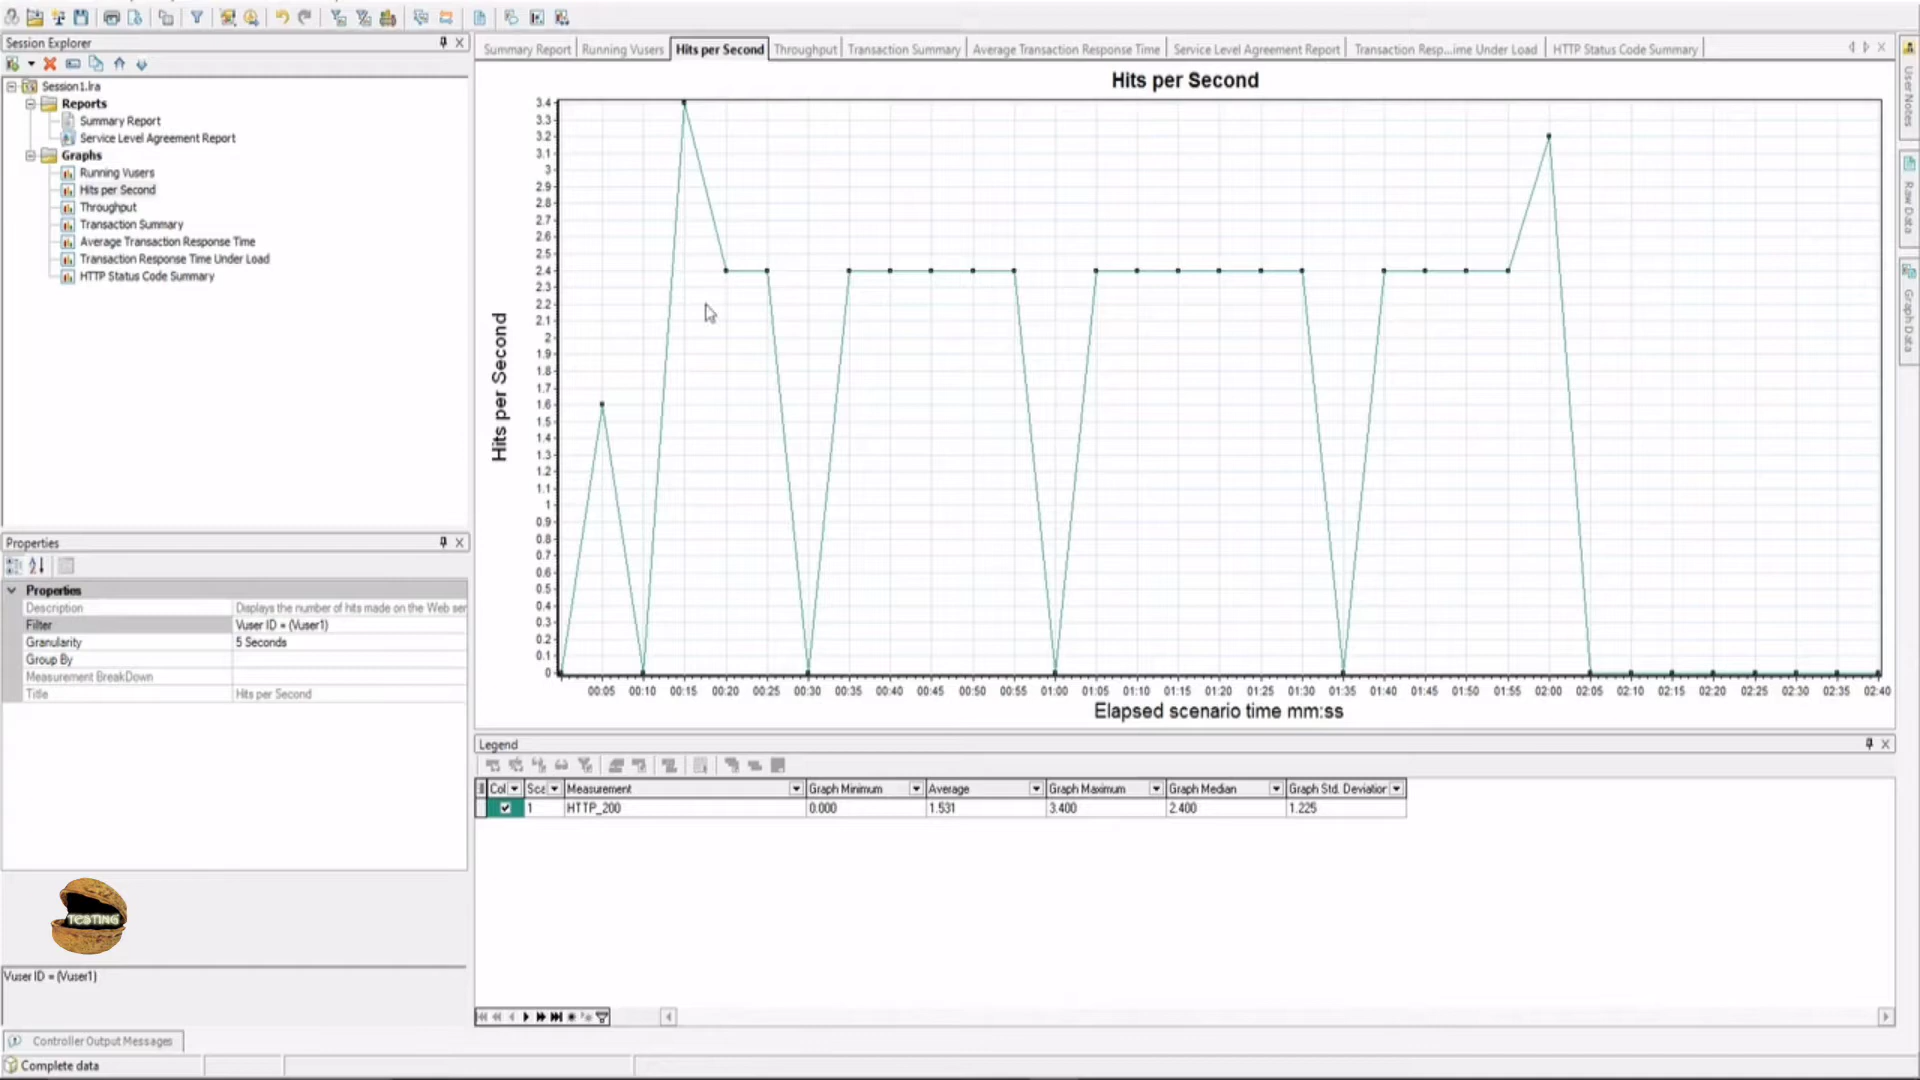 Session Explorer
Session1.lra
Reports
Summary Report
Service Level Agreement Report
Graphs
Running Vusers
Hits per Second
Throughput
Transaction Summary
Average Transaction Response Time
Transaction Response Time Under Load
HTTP Status Code Summary
Properties
Properties
Description Displays the number of hits made on the Web ser
Filter Vuser ID = (Vuser1)
Granularity 5 Seconds
Group By
Measurement BreakDown
Title Hits per Second
TESTING
Vuser ID = (Vuser1)
Controller Output Messages
Complete data
Summary Report Running Vusers Hits per Second Throughput Transaction Summary Average Transaction Response Time Service Level Agreement Report Transaction Resp...ime Under Load HTTP Status Code Summary
Hits per Second
Hits per Second
3.4
3.3
3.2
3.1
3
2.9
2.8
2.7
2.6
2.5
2.4
2.3
2.2
2.1
2
1.9
1.8
1.7
1.6
1.5
1.4
1.3
1.2
1.1
1
0.9
0.8
0.7
0.6
0.5
0.4
0.3
0.2
0.1
0
00:05 00:10 00:15 00:20 00:25 00:30 00:35 00:40 00:45 00:50 00:55 01:00 01:05 01:10 01:15 01:20 01:25 01:30 01:35 01:40 01:45 01:50 01:55 02:00 02:05 02:10 02:15 02:20 02:25 02:30 02:35 02:40
Elapsed scenario time mm:ss
Legend
Col Sca Measurement Graph Minimum Average Graph Maximum Graph Median Graph Std. Deviation
1 HTTP_200 0.000 1.531 3.400 2.400 1.225
User Notes
Raw Data
Graph Data